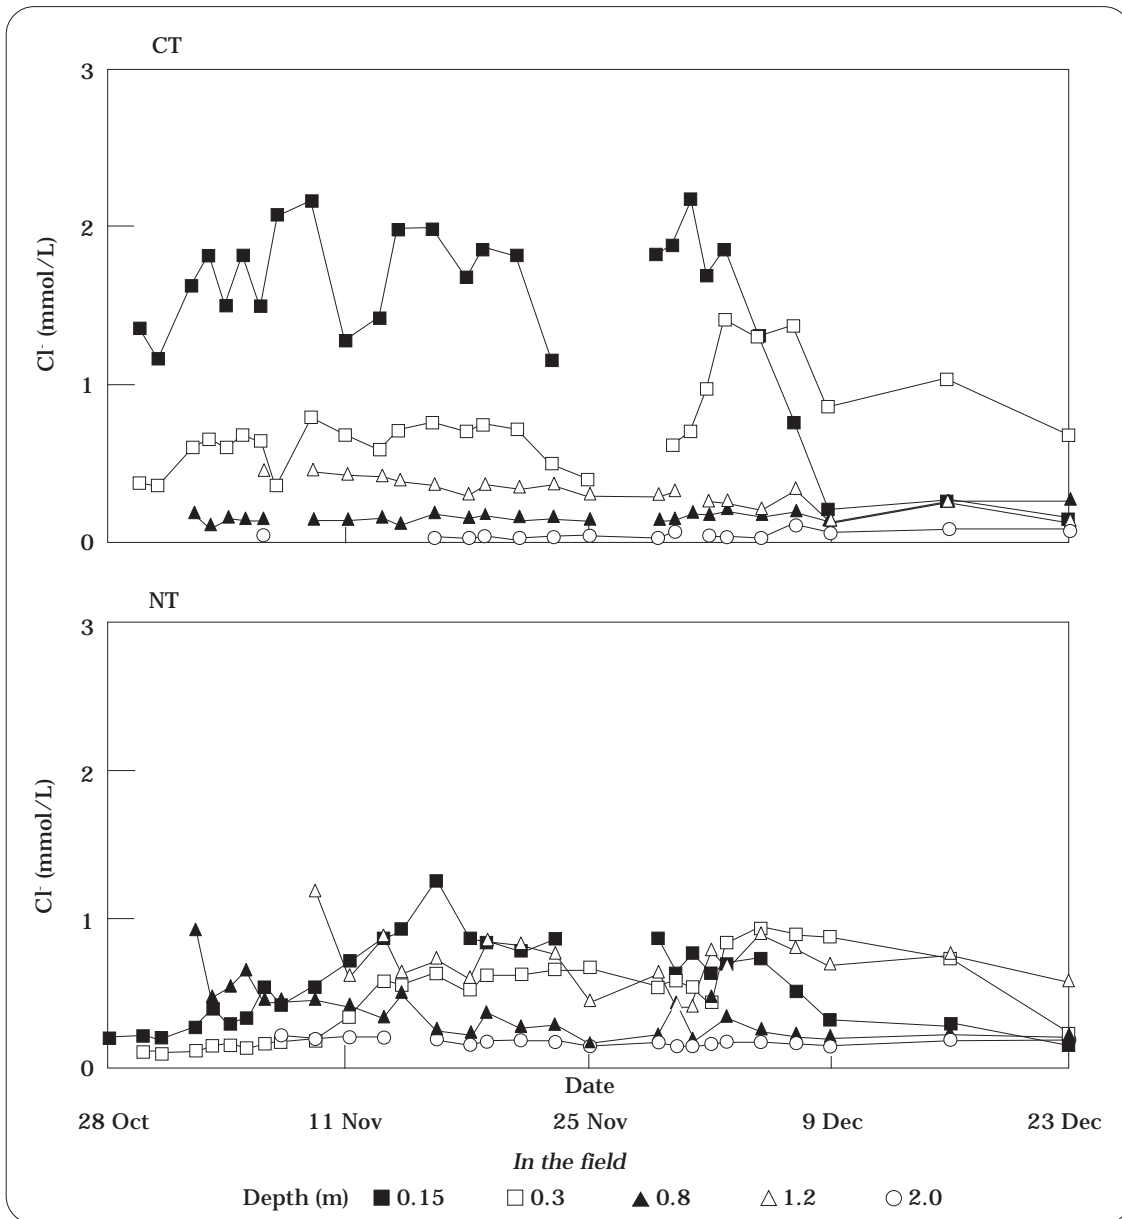 CT
3
2
1
0
Cl- (mmol/L)
NT
3
2
1
0
Cl- (mmol/L)
Date
28 Oct 11 Nov 25 Nov 9 Dec 23 Dec
In the field
Depth (m) 0.15 0.3 0.8 1.2 2.0